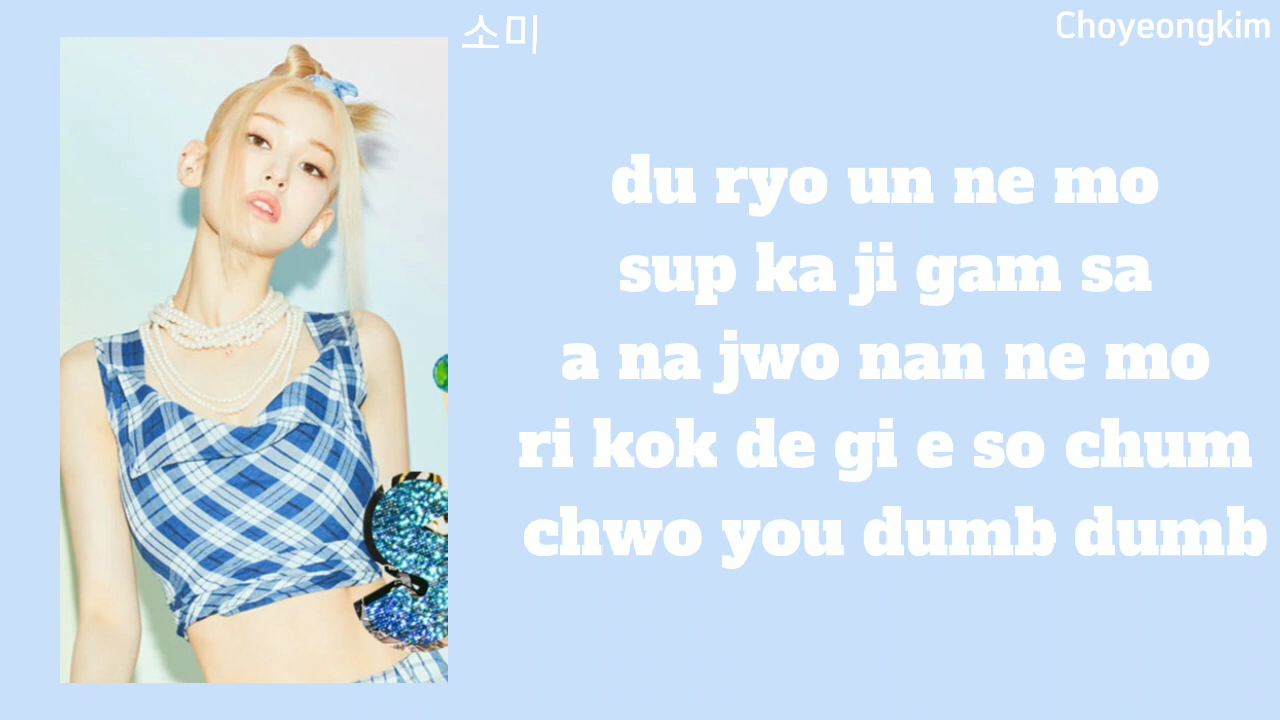 소미
Choyeongkim
du ryo un ne mo
sup ka ji gam sa
a na jwo nan ne mo
ri kok de gi e so chum
chwo you dumb dumb